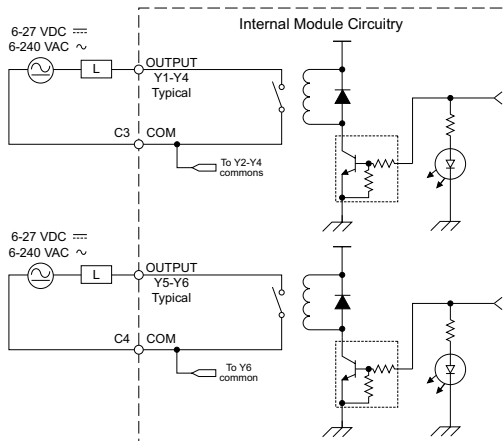 Internal Module Circuitry
6-27 VDC ⎓
6-240 VAC ∿
L
OUTPUT
Y1-Y4
Typical
C3
COM
To Y2-Y4
commons
6-27 VDC ⎓
6-240 VAC ∿
L
OUTPUT
Y5-Y6
Typical
C4
COM
To Y6
common